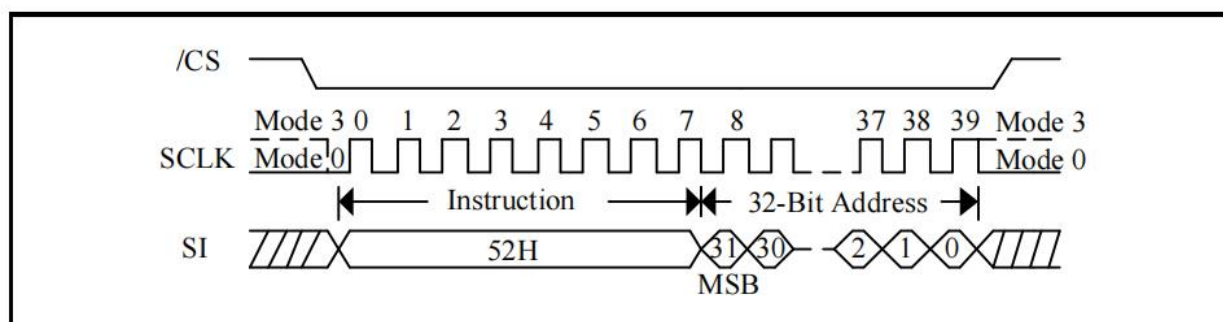 /CS
Mode 3 0 1 2 3 4 5 6 7 8 37 38 39 Mode 3
SCLK Mode 0 Mode 0
Instruction 32-Bit Address
SI 52H 31 30 2 1 0
MSB